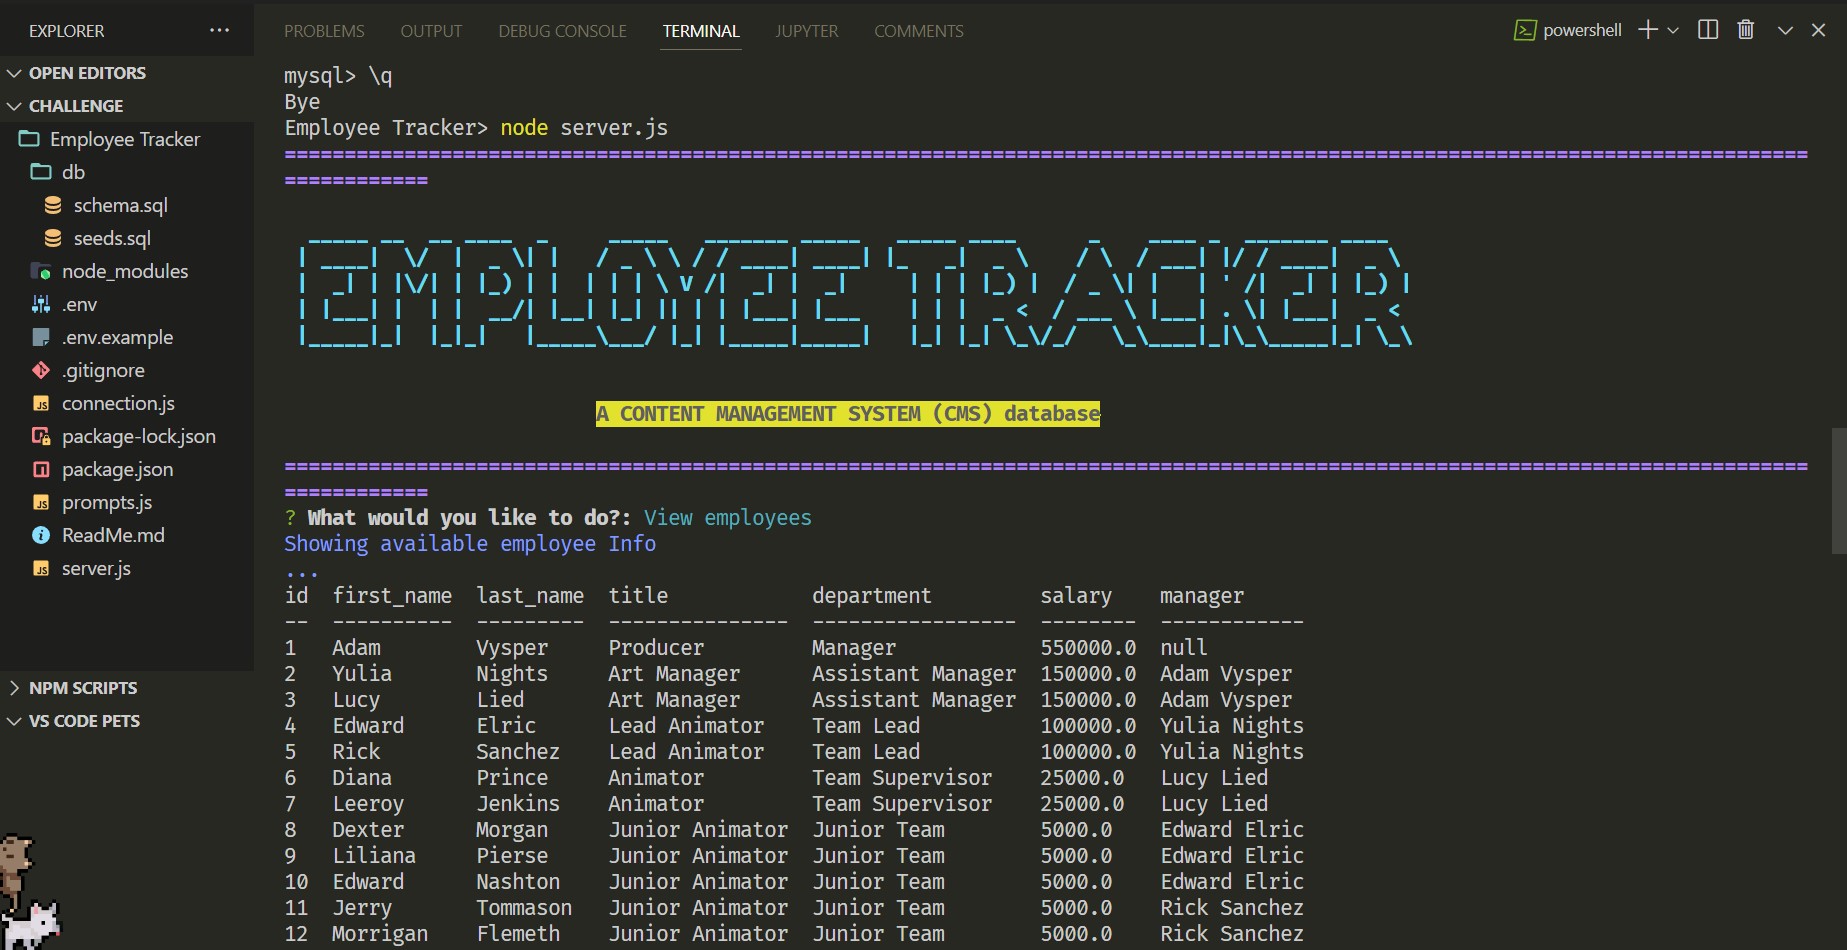 EXPLORER
OPEN EDITORS
CHALLENGE
Employee Tracker
db
schema.sql
seeds.sql
node_modules
.env
.env.example
.gitignore
connection.js
package-lock.json
package.json
prompts.js
ReadMe.md
server.js
NPM SCRIPTS
VS CODE PETS
PROBLEMS OUTPUT DEBUG CONSOLE TERMINAL JUPYTER COMMENTS powershell
mysql> \q
Bye
Employee Tracker> node server.js
EMPLOYEE TRACKER
A CONTENT MANAGEMENT SYSTEM (CMS) database
? What would you like to do?: View employees
Showing available employee Info
...
id first_name last_name title department salary manager
-- ---------- --------- --------------- ----------------- -------- ------------
1 Adam Vysper Producer Manager 550000.0 null
2 Yulia Nights Art Manager Assistant Manager 150000.0 Adam Vysper
3 Lucy Lied Art Manager Assistant Manager 150000.0 Adam Vysper
4 Edward Elric Lead Animator Team Lead 100000.0 Yulia Nights
5 Rick Sanchez Lead Animator Team Lead 100000.0 Yulia Nights
6 Diana Prince Animator Team Supervisor 25000.0 Lucy Lied
7 Leeroy Jenkins Animator Team Supervisor 25000.0 Lucy Lied
8 Dexter Morgan Junior Animator Junior Team 5000.0 Edward Elric
9 Liliana Pierse Junior Animator Junior Team 5000.0 Edward Elric
10 Edward Nashton Junior Animator Junior Team 5000.0 Edward Elric
11 Jerry Tommason Junior Animator Junior Team 5000.0 Rick Sanchez
12 Morrigan Flemeth Junior Animator Junior Team 5000.0 Rick Sanchez